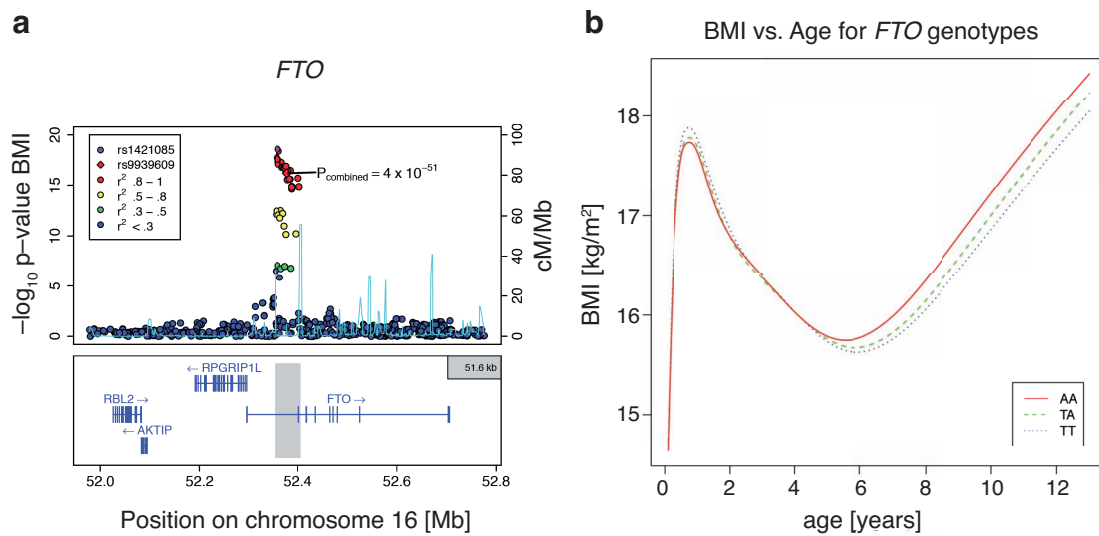 a
FTO
–log₁₀ p–value BMI
20
15
10
5
0
rs1421085
rs9939609
r² .8 – 1
r² .5 – .8
r² .3 – .5
r² < .3
P combined = 4 x 10⁻⁵¹
100
80
60
40
20
0
cM/Mb
51.6 kb
← RPGRIP1L
RBL2 →
FTO →
← AKTIP
52.0 52.2 52.4 52.6 52.8
Position on chromosome 16 [Mb]
b
BMI vs. Age for FTO genotypes
BMI [kg/m²]
18
17
16
15
AA
TA
TT
0 2 4 6 8 10 12
age [years]